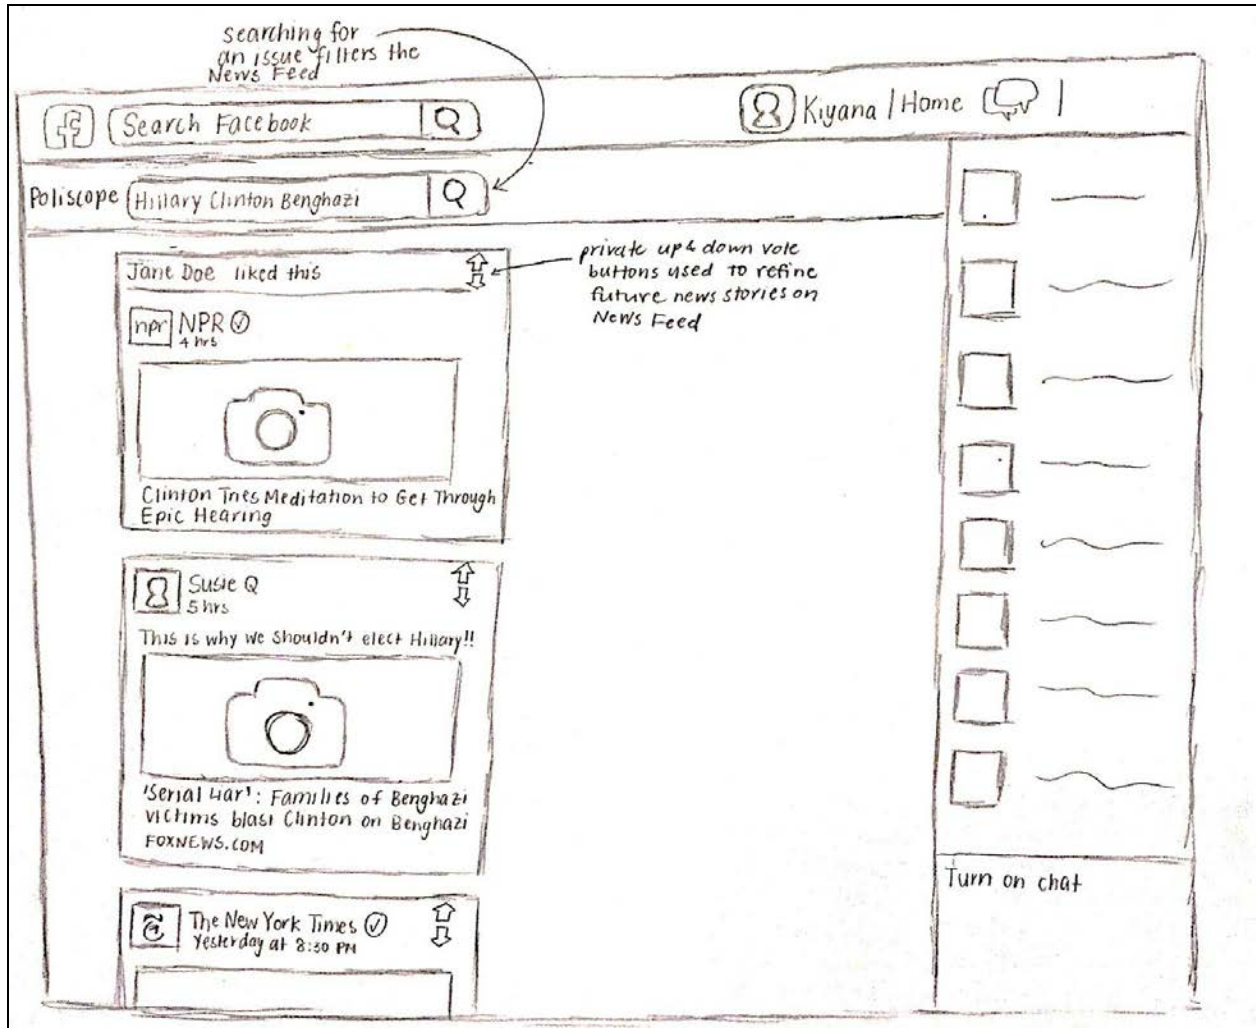 searching for
an issue filters the
News Feed
f
Search Facebook
Kiyana | Home
Poliscope
Hillary Clinton Benghazi
private up & down vote
buttons used to refine
future news stories on
News Feed
Jane Doe liked this
npr NPR
4 hrs
Clinton Tries Meditation to Get Through
Epic Hearing
Susie Q
5 hrs
This is why we shouldn't elect Hillary!!
'Serial Liar': Families of Benghazi
victims blast Clinton on Benghazi
FOXNEWS.COM
The New York Times
Yesterday at 8:30 PM
Turn on chat